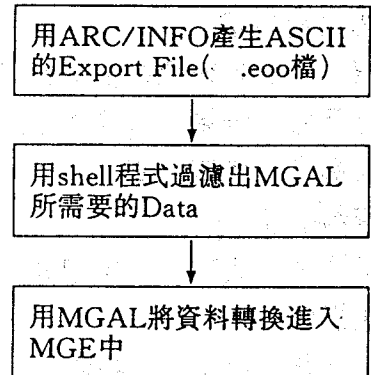 用ARC/INFO產生ASCII
的Export File(　.eoo檔)
用shell程式過濾出MGAL
所需要的Data
用MGAL將資料轉換進入
MGE中